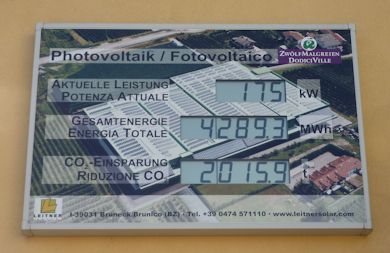 Photovoltaik / Fotovoltaico
ZWÖLFMALGREIEN
DODICIVILLE
AKTUELLE LEISTUNG
POTENZA ATTUALE
17.5 kW
GESAMTENERGIE
ENERGIA TOTALE
4289.3 MWh
CO₂-EINSPARUNG
RIDUZIONE CO
2015.9 t
LEITNER
I-39031 Bruneck/Brunico (BZ) - Tel. +39 0474 571110 - www.leitnersolar.com